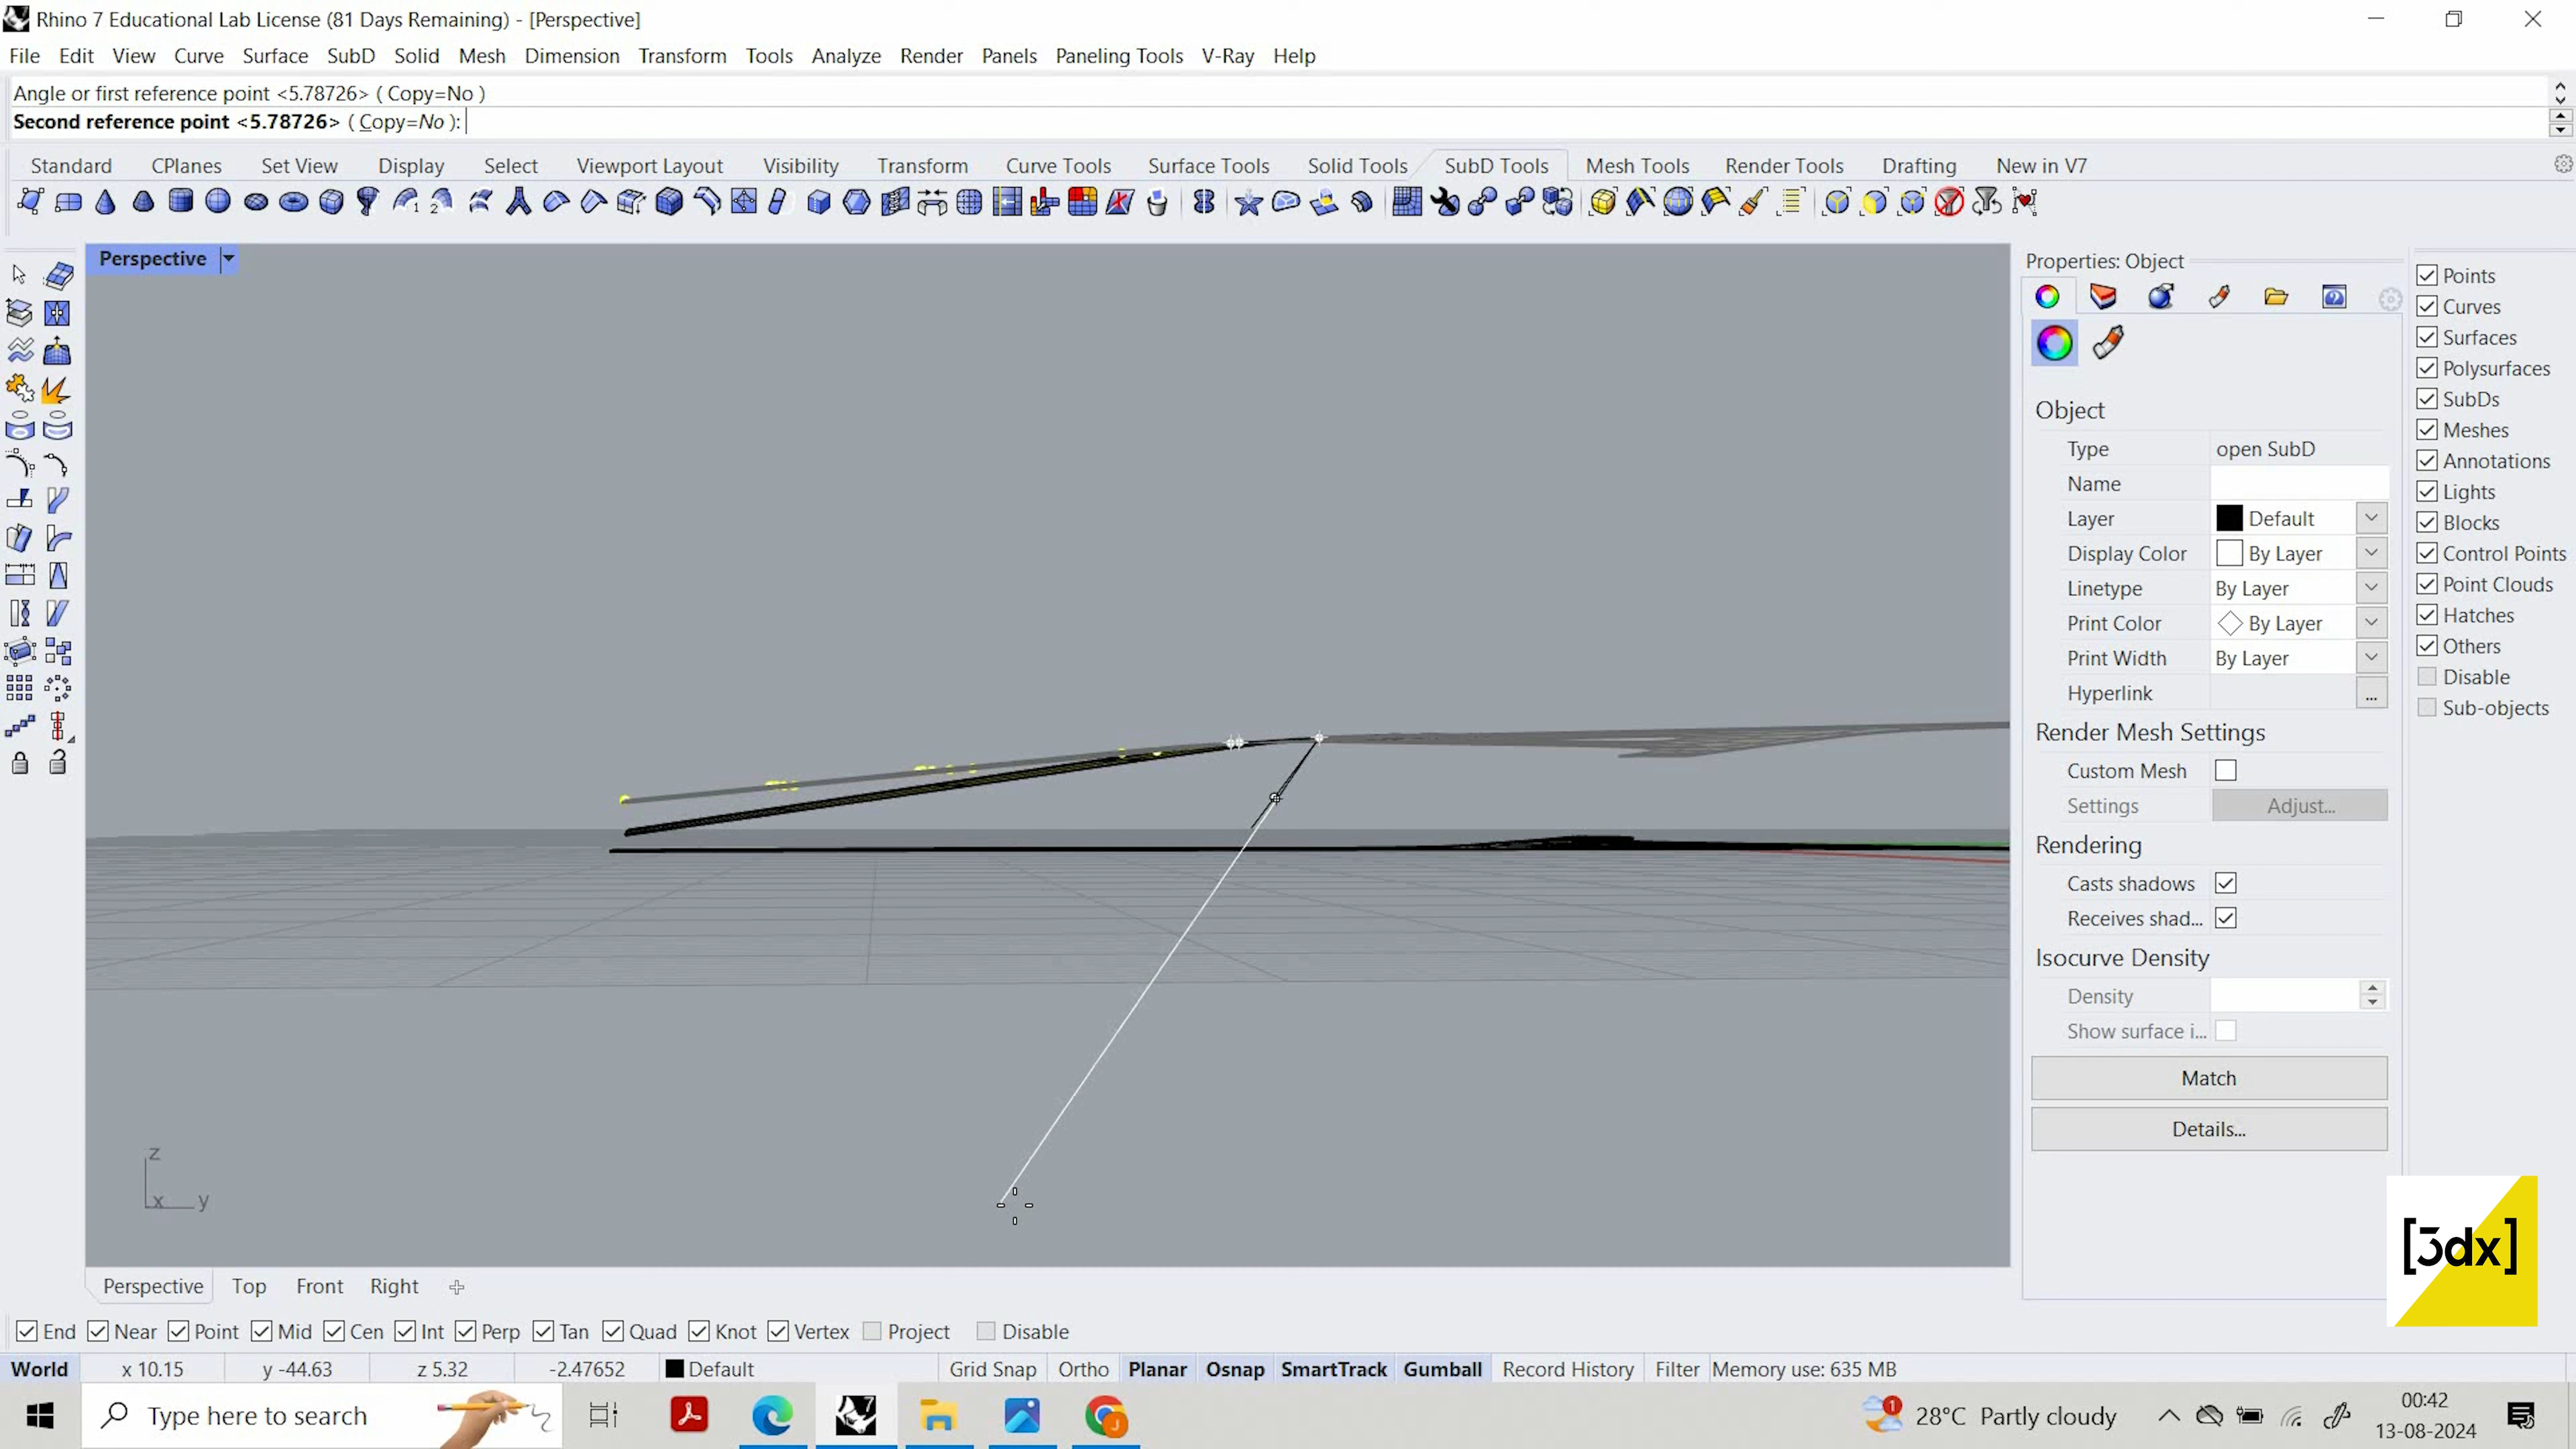 Rhino 7 Educational Lab License (81 Days Remaining) - [Perspective]
File Edit View Curve Surface SubD Solid Mesh Dimension Transform Tools Analyze Render Panels Paneling Tools V-Ray Help
Angle or first reference point <5.78726> ( Copy=No )
Second reference point <5.78726> ( Copy=No ):
Standard CPlanes Set View Display Select Viewport Layout Visibility Transform Curve Tools Surface Tools Solid Tools SubD Tools Mesh Tools Render Tools Drafting New in V7
Perspective
Properties: Object
Object
Type open SubD
Name
Layer Default
Display Color By Layer
Linetype By Layer
Print Color By Layer
Print Width By Layer
Hyperlink ...
Render Mesh Settings
Custom Mesh
Settings Adjust...
Rendering
Casts shadows
Receives shad...
Isocurve Density
Density
Show surface i...
Match
Details...
Points
Curves
Surfaces
Polysurfaces
SubDs
Meshes
Annotations
Lights
Blocks
Control Points
Point Clouds
Hatches
Others
Disable
Sub-objects
z
x y
[3dx]
Perspective Top Front Right
End Near Point Mid Cen Int Perp Tan Quad Knot Vertex Project Disable
World x 10.15 y -44.63 z 5.32 -2.47652 Default Grid Snap Ortho Planar Osnap SmartTrack Gumball Record History Filter Memory use: 635 MB
Type here to search
1
28°C Partly cloudy
00:42
13-08-2024